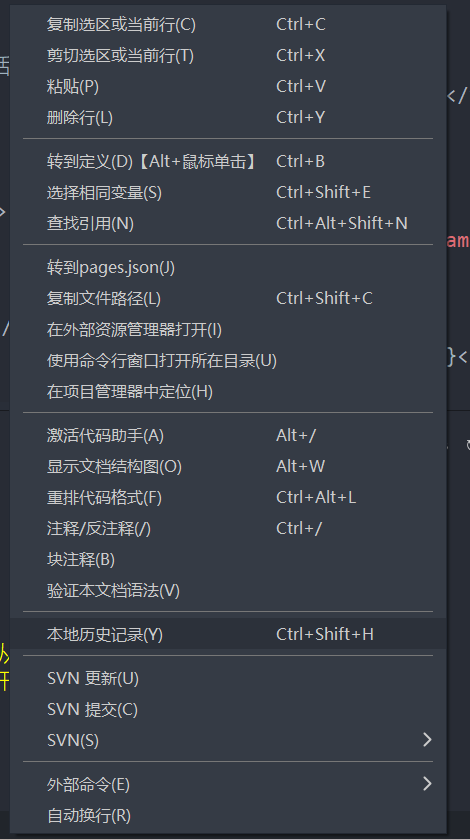 复制选区或当前行(C) Ctrl+C
剪切选区或当前行(T) Ctrl+X
粘贴(P) Ctrl+V
删除行(L) Ctrl+Y
转到定义(D)【Alt+鼠标单击】 Ctrl+B
选择相同变量(S) Ctrl+Shift+E
查找引用(N) Ctrl+Alt+Shift+N
转到pages.json(J)
复制文件路径(L) Ctrl+Shift+C
在外部资源管理器打开(I)
使用命令行窗口打开所在目录(U)
在项目管理器中定位(H)
激活代码助手(A) Alt+/
显示文档结构图(O) Alt+W
重排代码格式(F) Ctrl+Alt+L
注释/反注释(/) Ctrl+/
块注释(B)
验证本文档语法(V)
本地历史记录(Y) Ctrl+Shift+H
SVN 更新(U)
SVN 提交(C)
SVN(S)
外部命令(E)
自动换行(R)